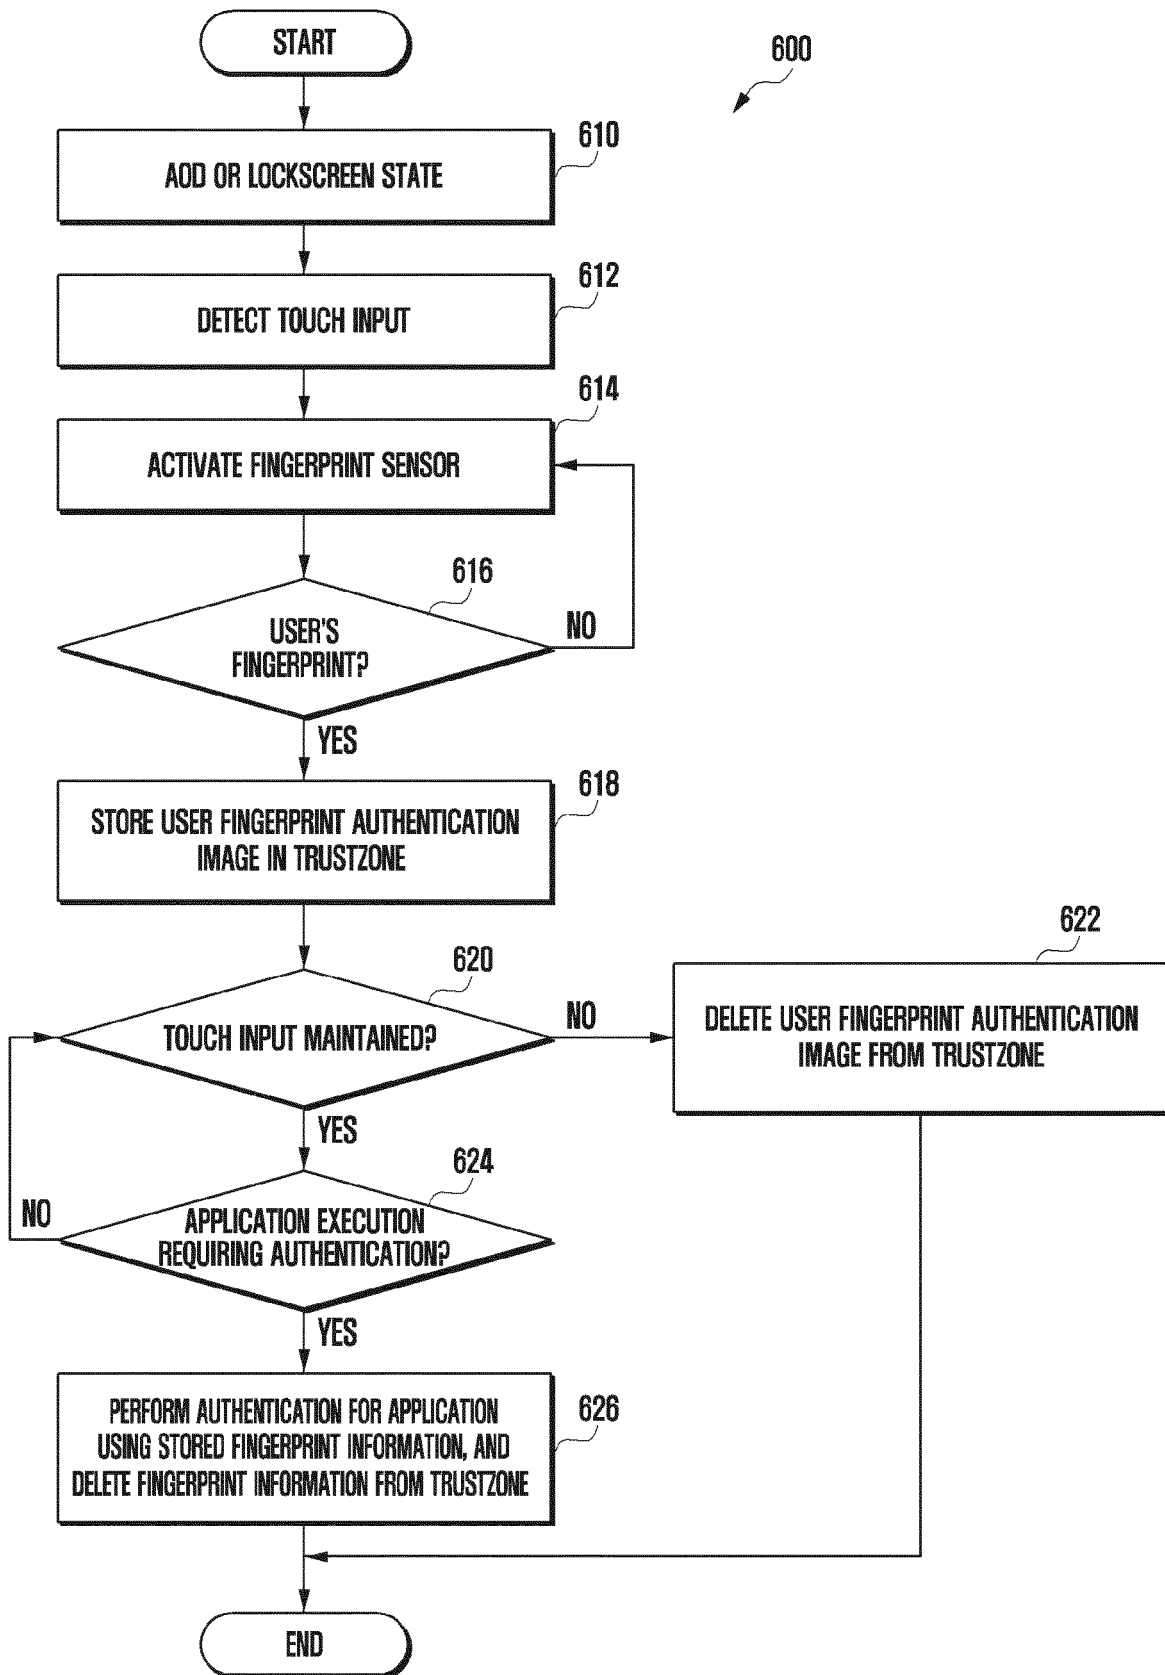 START
600
610
AOD OR LOCKSCREEN STATE
612
DETECT TOUCH INPUT
614
ACTIVATE FINGERPRINT SENSOR
616
USER'S
FINGERPRINT?
NO
YES
618
STORE USER FINGERPRINT AUTHENTICATION
IMAGE IN TRUSTZONE
620
TOUCH INPUT MAINTAINED?
NO
622
DELETE USER FINGERPRINT AUTHENTICATION
IMAGE FROM TRUSTZONE
YES
624
APPLICATION EXECUTION
REQUIRING AUTHENTICATION?
NO
YES
626
PERFORM AUTHENTICATION FOR APPLICATION
USING STORED FINGERPRINT INFORMATION, AND
DELETE FINGERPRINT INFORMATION FROM TRUSTZONE
END